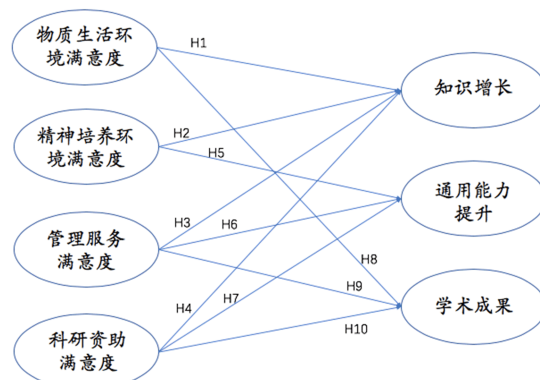 物质生活环
境满意度
精神培养环
境满意度
管理服务
满意度
科研资助
满意度
H1
H2
H5
H3
H6
H8
H9
H4
H7
H10
知识增长
通用能力
提升
学术成果